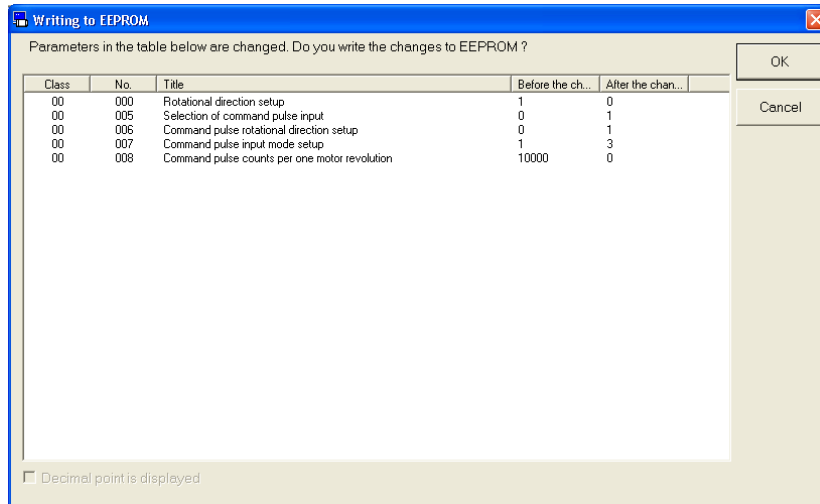 Writing to EEPROM
Parameters in the table below are changed. Do you write the changes to EEPROM ?
OK
Cancel
Class No. Title Before the ch... After the chan...
00 000 Rotational direction setup 1 0
00 005 Selection of command pulse input 0 1
00 006 Command pulse rotational direction setup 0 1
00 007 Command pulse input mode setup 1 3
00 008 Command pulse counts per one motor revolution 10000 0
Decimal point is displayed